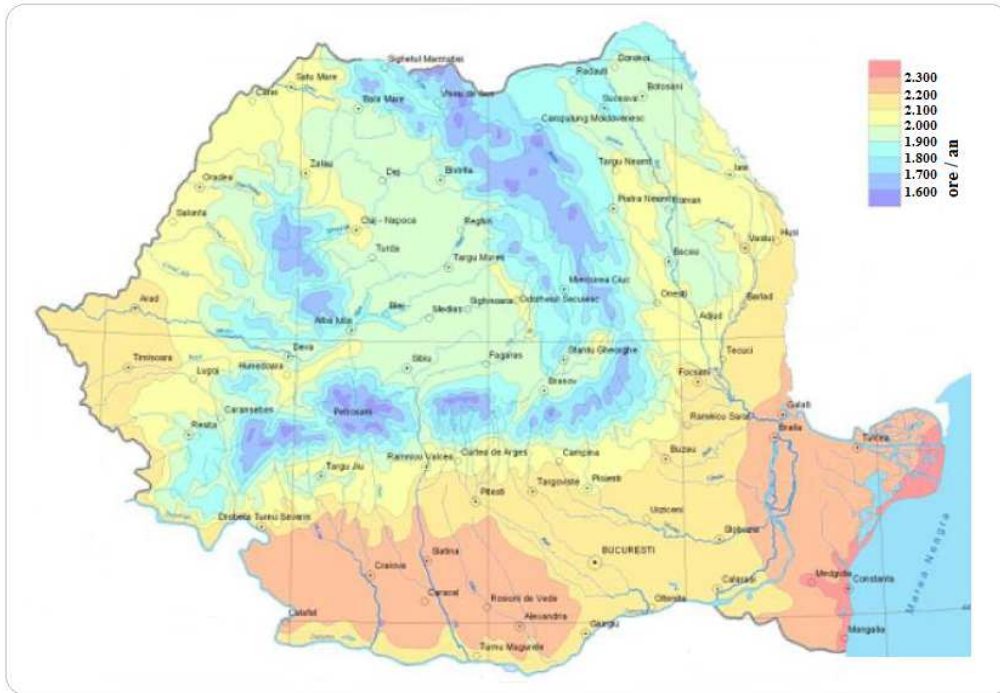 Sighetul Marmatiei
Dorohoi
Satu Mare
Radauti
Botosani
Carei
Baia Mare
Viseu de Sus
Suceava
Campulung Moldovenesc
Zalau
Dej
Bistrita
Targu Neamt
Iasi
Oradea
Piatra Neamt
Roman
Salonta
Cluj - Napoca
Reghin
Vaslui
Husi
Turda
Targu Mures
Bacau
Miercurea Ciuc
Arad
Blaj
Medias
Sighisoara
Odorheiul Secuiesc
Onesti
Barlad
Alba Iulia
Adjud
Deva
Timisoara
Lugoj
Hunedoara
Sibiu
Fagaras
Sfantu Gheorghe
Tecuci
Brasov
Focsani
Caransebes
Petrosani
Galati
Resita
Ramnicu Sarat
Braila
Tulcea
Ramnicu Valcea
Curtea de Arges
Campina
Buzau
Targu Jiu
Pitesti
Targoviste
Ploiesti
Drobeta Turnu Severin
Urziceni
Slobozia
Slatina
BUCURESTI
Craiova
Medgidia
Constanta
Calarasi
Caracal
Rosiorii de Vede
Oltenita
Calafat
Alexandria
Giurgiu
Mangalia
Turnu Magurele
Marea Neagra
2.300
2.200
2.100
2.000
1.900
1.800
1.700
1.600
ore / an